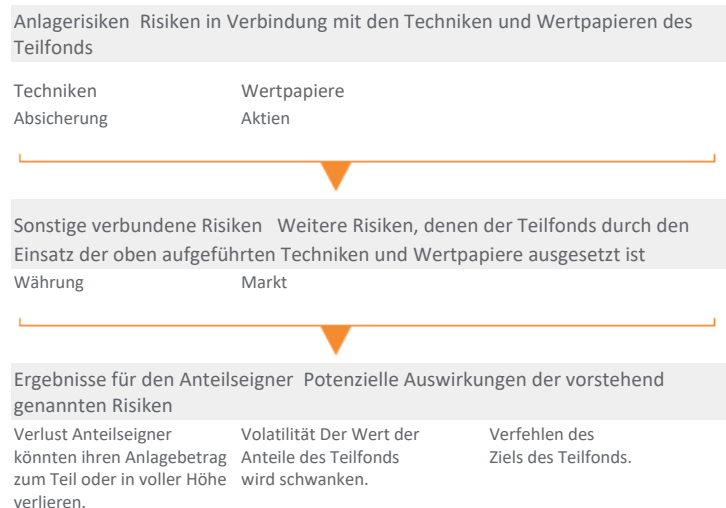 Anlagerisiken Risiken in Verbindung mit den Techniken und Wertpapieren des
Teilfonds
Techniken Wertpapiere
Absicherung Aktien
Sonstige verbundene Risiken Weitere Risiken, denen der Teilfonds durch den
Einsatz der oben aufgeführten Techniken und Wertpapiere ausgesetzt ist
Währung Markt
Ergebnisse für den Anteilseigner Potenzielle Auswirkungen der vorstehend
genannten Risiken
Verlust Anteilseigner
könnten ihren Anlagebetrag
zum Teil oder in voller Höhe
verlieren.
Volatilität Der Wert der
Anteile des Teilfonds
wird schwanken.
Verfehlen des
Ziels des Teilfonds.